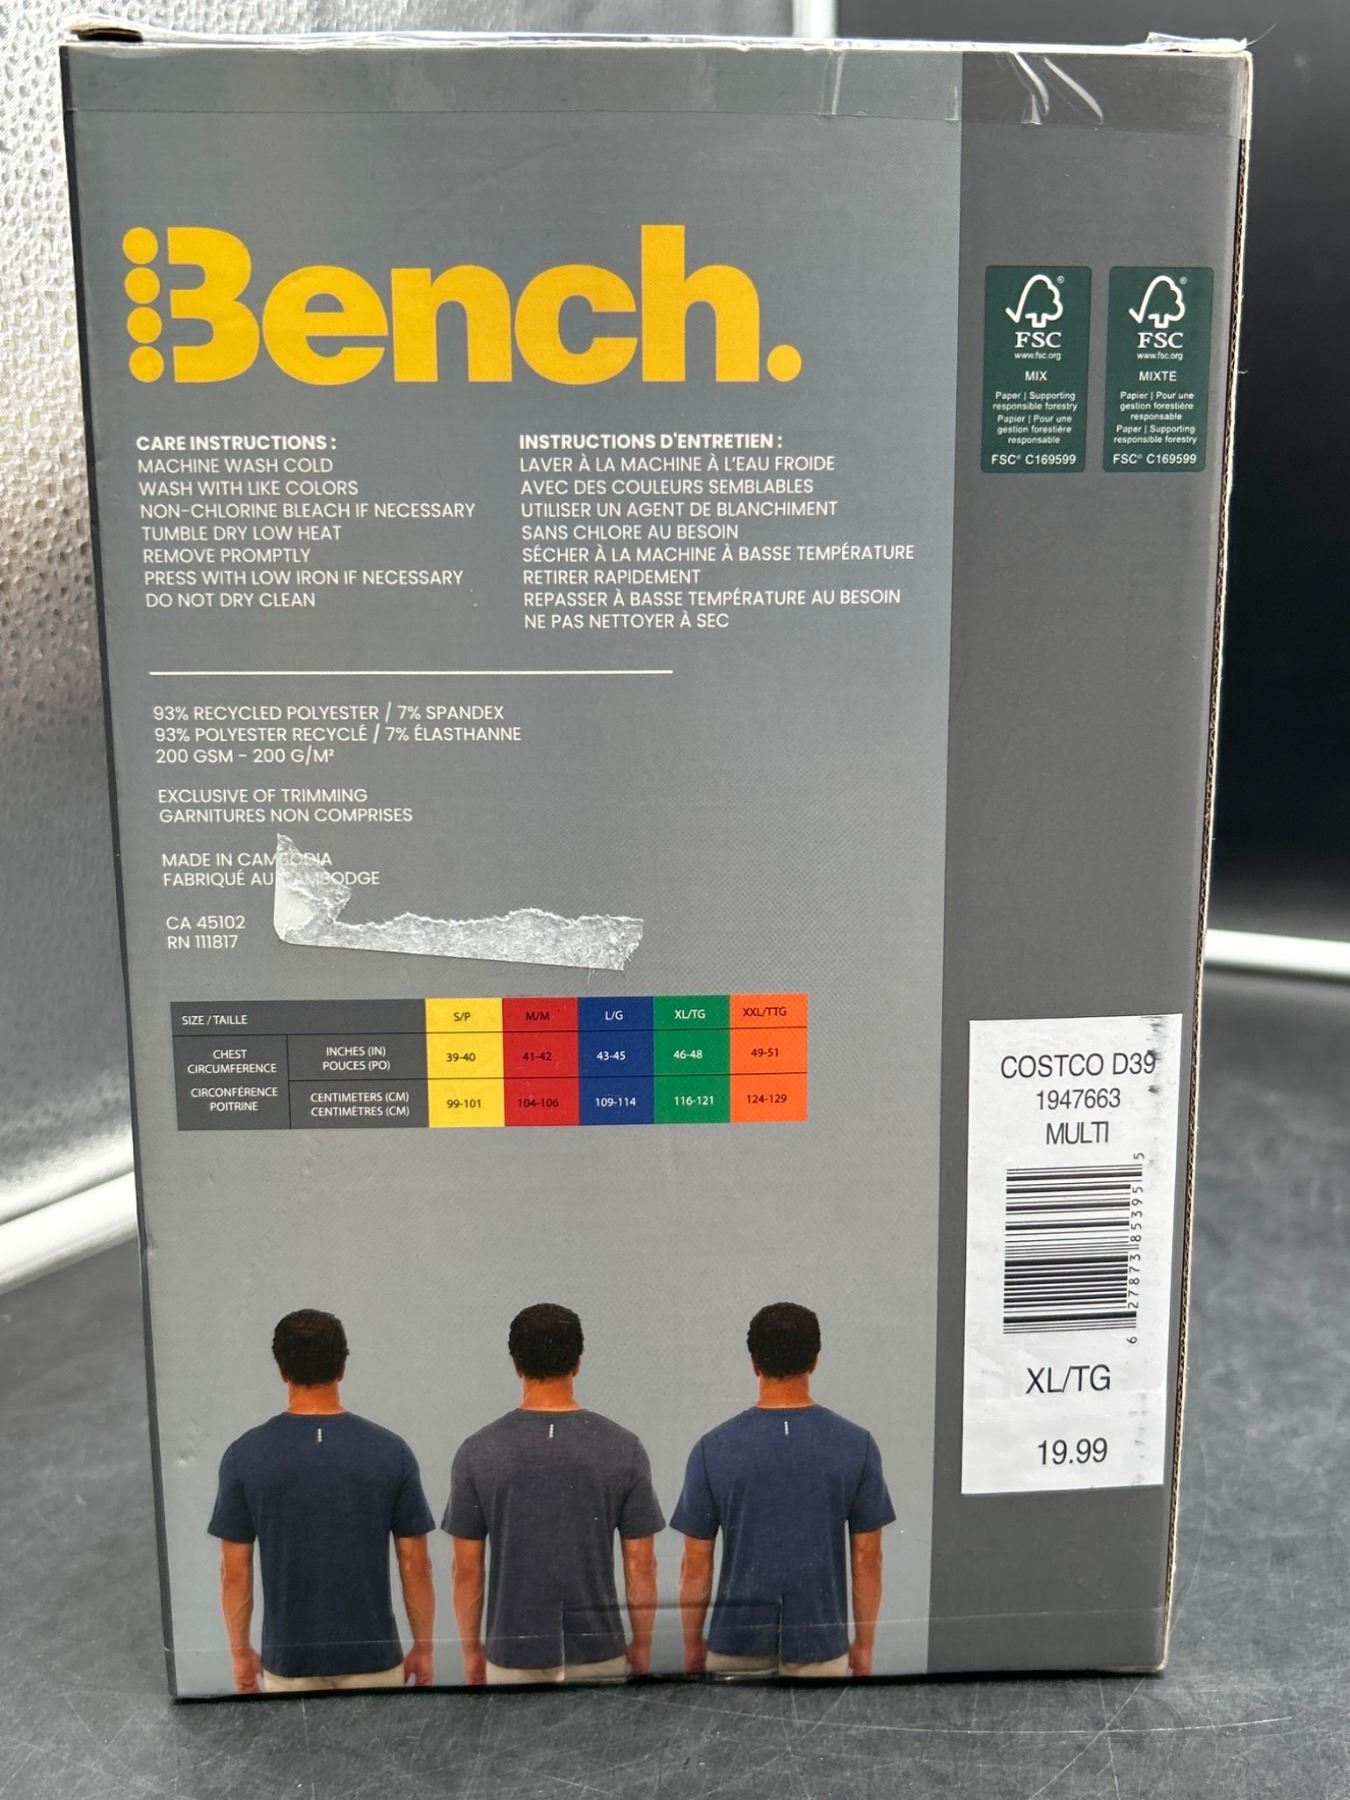 Bench.
CARE INSTRUCTIONS :
MACHINE WASH COLD
WASH WITH LIKE COLORS
NON-CHLORINE BLEACH IF NECESSARY
TUMBLE DRY LOW HEAT
REMOVE PROMPTLY
PRESS WITH LOW IRON IF NECESSARY
DO NOT DRY CLEAN
INSTRUCTIONS D'ENTRETIEN :
LAVER À LA MACHINE À L'EAU FROIDE
AVEC DES COULEURS SEMBLABLES
UTILISER UN AGENT DE BLANCHIMENT
SANS CHLORE AU BESOIN
SÉCHER À LA MACHINE À BASSE TEMPÉRATURE
RETIRER RAPIDEMENT
REPASSER À BASSE TEMPÉRATURE AU BESOIN
NE PAS NETTOYER À SEC
93% RECYCLED POLYESTER / 7% SPANDEX
93% POLYESTER RECYCLÉ / 7% ÉLASTHANNE
200 GSM - 200 G/M²
EXCLUSIVE OF TRIMMING
GARNITURES NON COMPRISES
MADE IN CAMBODIA
FABRIQUÉ AU CAMBODGE
CA 45102
RN 111817
SIZE / TAILLE S/P M/M L/G XL/TG XXL/TTG
CHEST
CIRCUMFERENCE
INCHES (IN)
POUCES (PO)
39-40 41-42 43-45 46-48 49-51
CIRCONFÉRENCE
POITRINE
CENTIMETERS (CM)
CENTIMÈTRES (CM)
99-101 104-106 109-114 116-121 124-129
FSC®
www.fsc.org
MIX
Paper | Supporting
responsible forestry
Papier | Pour une
gestion forestière
responsable
FSC® C169599
FSC®
www.fsc.org
MIXTE
Papier | Pour une
gestion forestière
responsable
Paper | Supporting
responsible forestry
FSC® C169599
COSTCO D39
1947663
MULTI
6 27873 85395 5
XL/TG
19.99